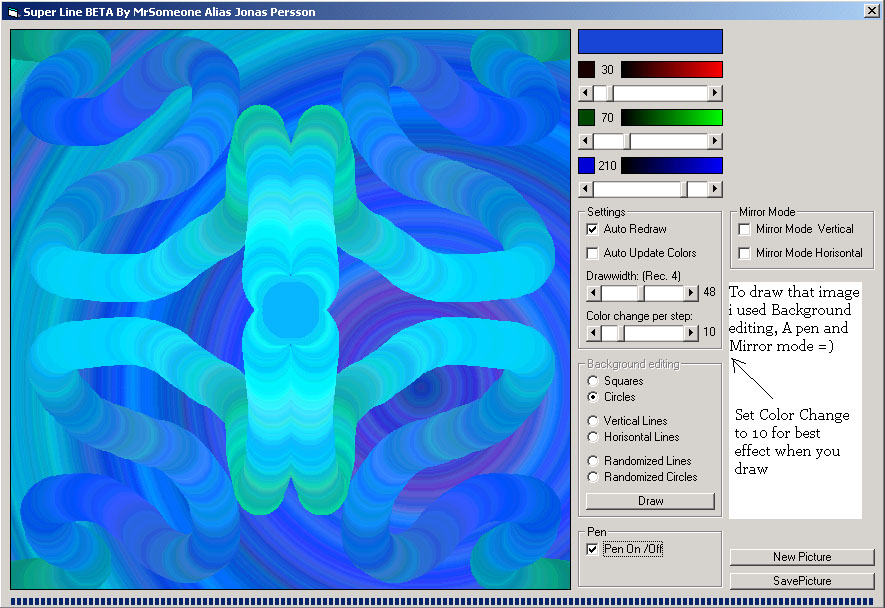 Super Line BETA By MrSomeone Alias Jonas Persson
30
70
210
Settings
Auto Redraw
Auto Update Colors
Drawwidth: (Rec. 4)
48
Color change per step:
10
Mirror Mode
Mirror Mode Vertical
Mirror Mode Horisontal
To draw that image
i used Background
editing, A pen and
Mirror mode =)
Set Color Change
to 10 for best
effect when you
draw
Background editing
Squares
Circles
Vertical Lines
Horisontal Lines
Randomized Lines
Randomized Circles
Draw
Pen
Pen On /Off
New Picture
SavePicture